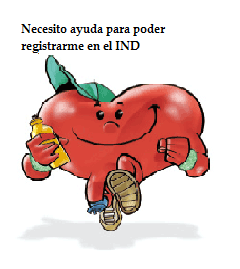 Necesito ayuda para poder
registrarme en el IND